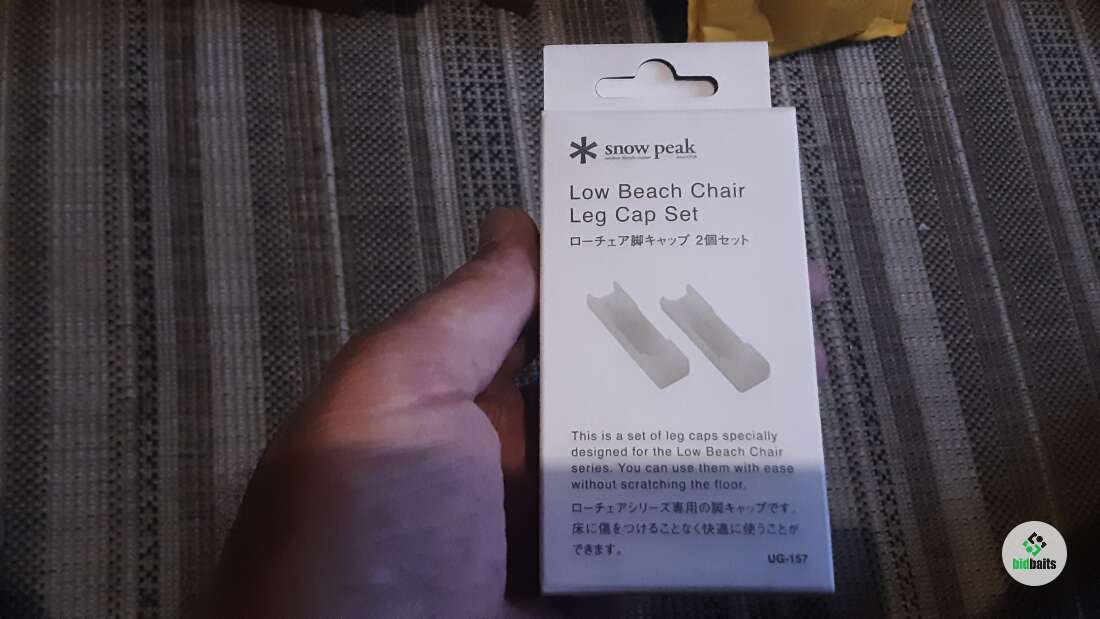 snow peak
Low Beach Chair
Leg Cap Set
ローチェア脚キャップ 2個セット
This is a set of leg caps specially
designed for the Low Beach Chair
series. You can use them with ease
without scratching the floor.
ローチェアシリーズ専用の脚キャップです。
床に傷をつけることなく快適に使うことが
できます。
UG-157
bidbaits